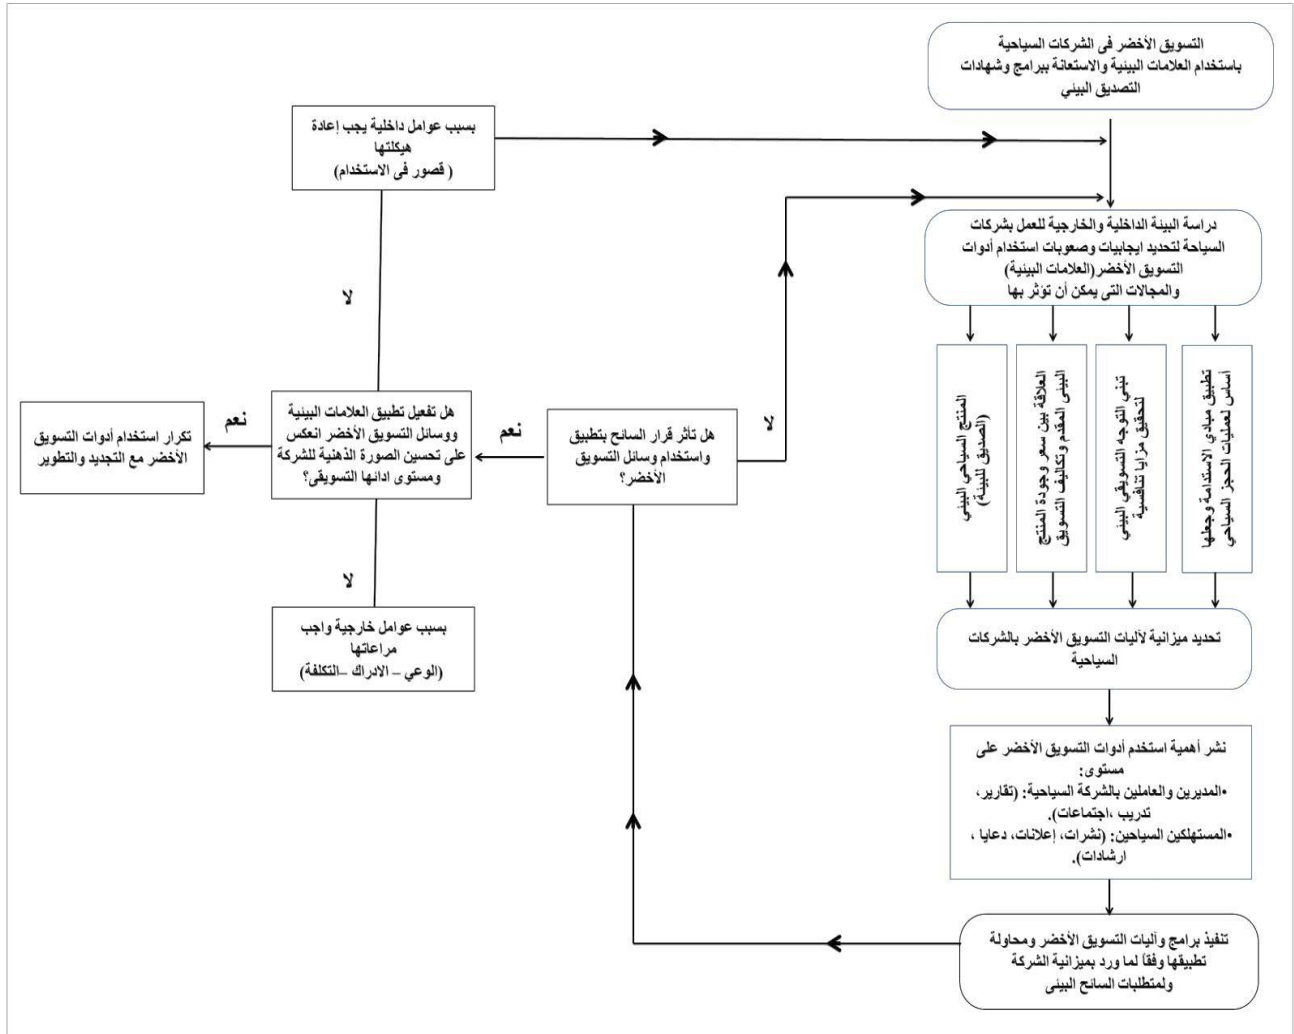 التسويق الأخضر فى الشركات السياحية
باستخدام العلامات البيئية والاستعانة ببرامج وشهادات
التصديق البيئي
دراسة البيئة الداخلية والخارجية للعمل بشركات
السياحة لتحديد ايجابيات وصعوبات استخدام أدوات
التسويق الأخضر(العلامات البيئية)
والمجالات التى يمكن أن تؤثر بها
تطبيق مبادي الاستدامة وجعلها
أساس لعمليات الحجز السياحي
تبني التوجه التسويقي البيئي
لتحقيق مزايا تنافسية
العلاقة بين سعر وجودة المنتج
البيئى المقدم وتكاليف التسويق
المنتج السياحي البيئي
(الصديق للبيئة)
تحديد ميزانية لآليات التسويق الأخضر بالشركات
السياحية
نشر أهمية استخدم أدوات التسويق الأخضر على
مستوى:
•المديرين والعاملين بالشركة السياحية: (تقارير،
تدريب ،اجتماعات).
•المستهلكين السياحين: (نشرات، إعلانات، دعايا ،
ارشادات).
تنفيذ برامج وآليات التسويق الأخضر ومحاولة
تطبيقها وفقاً لما ورد بميزانية الشركة
ولمتطلبات السائح البيئى
هل تأثر قرار السائح بتطبيق
واستخدام وسائل التسويق
الأخضر؟
لا
نعم
هل تفعيل تطبيق العلامات البيئية
ووسائل التسويق الأخضر انعكس
على تحسين الصورة الذهنية للشركة
ومستوى ادائها التسويقى؟
لا
بسبب عوامل داخلية يجب إعادة
هيكلتها
( قصور فى الاستخدام)
لا
بسبب عوامل خارجية واجب
مراعاتها
(الوعي – الادراك –التكلفة)
نعم
تكرار استخدام أدوات التسويق
الأخضر مع التجديد والتطوير